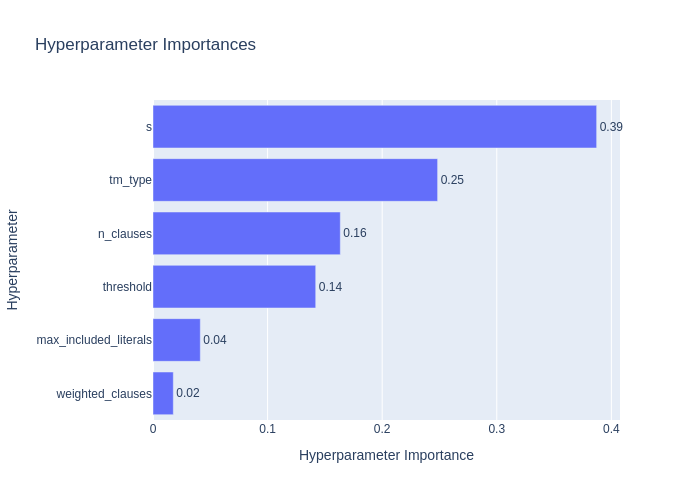 Hyperparameter Importances
Hyperparameter
s 0.39
tm_type 0.25
n_clauses 0.16
threshold 0.14
max_included_literals 0.04
weighted_clauses 0.02
0 0.1 0.2 0.3 0.4
Hyperparameter Importance